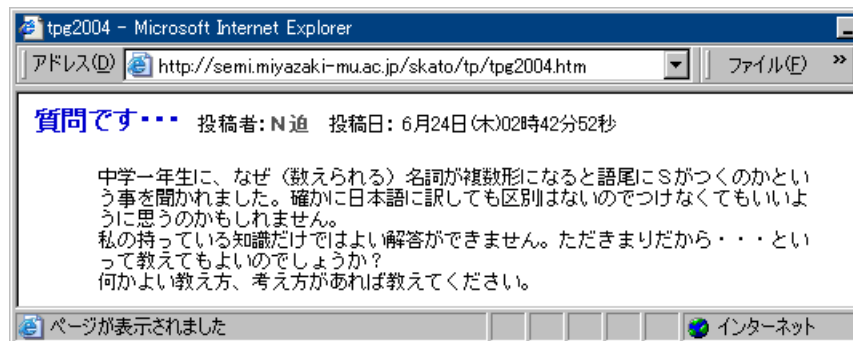 tpg2004 - Microsoft Internet Explorer
アドレス(D) http://semi.miyazaki-mu.ac.jp/skato/tp/tpg2004.htm ファイル(F) »
質問です・・・ 投稿者:N迫 投稿日: 6月24日(木)02時42分52秒
中学一年生に、なぜ(数えられる)名詞が複数形になると語尾にSがつくのかとい
う事を聞かれました。確かに日本語に訳しても区別はないのでつけなくてもいいよ
うに思うのかもしれません。
私の持っている知識だけではよい解答ができません。ただきまりだから・・・とい
って教えてもよいのでしょうか?
何かよい教え方、考え方があれば教えてください。
ページが表示されました インターネット